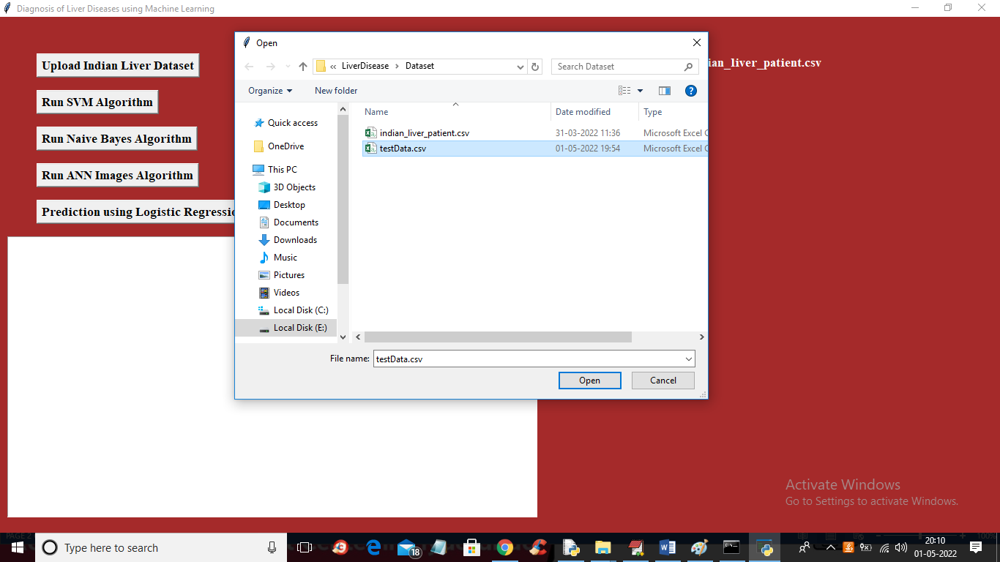 Diagnosis of Liver Diseases using Machine Learning
Upload Indian Liver Dataset
Run SVM Algorithm
Run Naive Bayes Algorithm
Run ANN Images Algorithm
Prediction using Logistic Regressio
ian_liver_patient.csv
Open
« LiverDisease > Dataset
Search Dataset
Organize
New folder
Name Date modified Type
indian_liver_patient.csv 31-03-2022 11:36 Microsoft Excel C
testData.csv 01-05-2022 19:54 Microsoft Excel C
Quick access
OneDrive
This PC
3D Objects
Desktop
Documents
Downloads
Music
Pictures
Videos
Local Disk (C:)
Local Disk (E:)
File name: testData.csv
Open Cancel
Activate Windows
Go to Settings to activate Windows.
PAGE 2
100%
Type here to search
18
20:10
01-05-2022